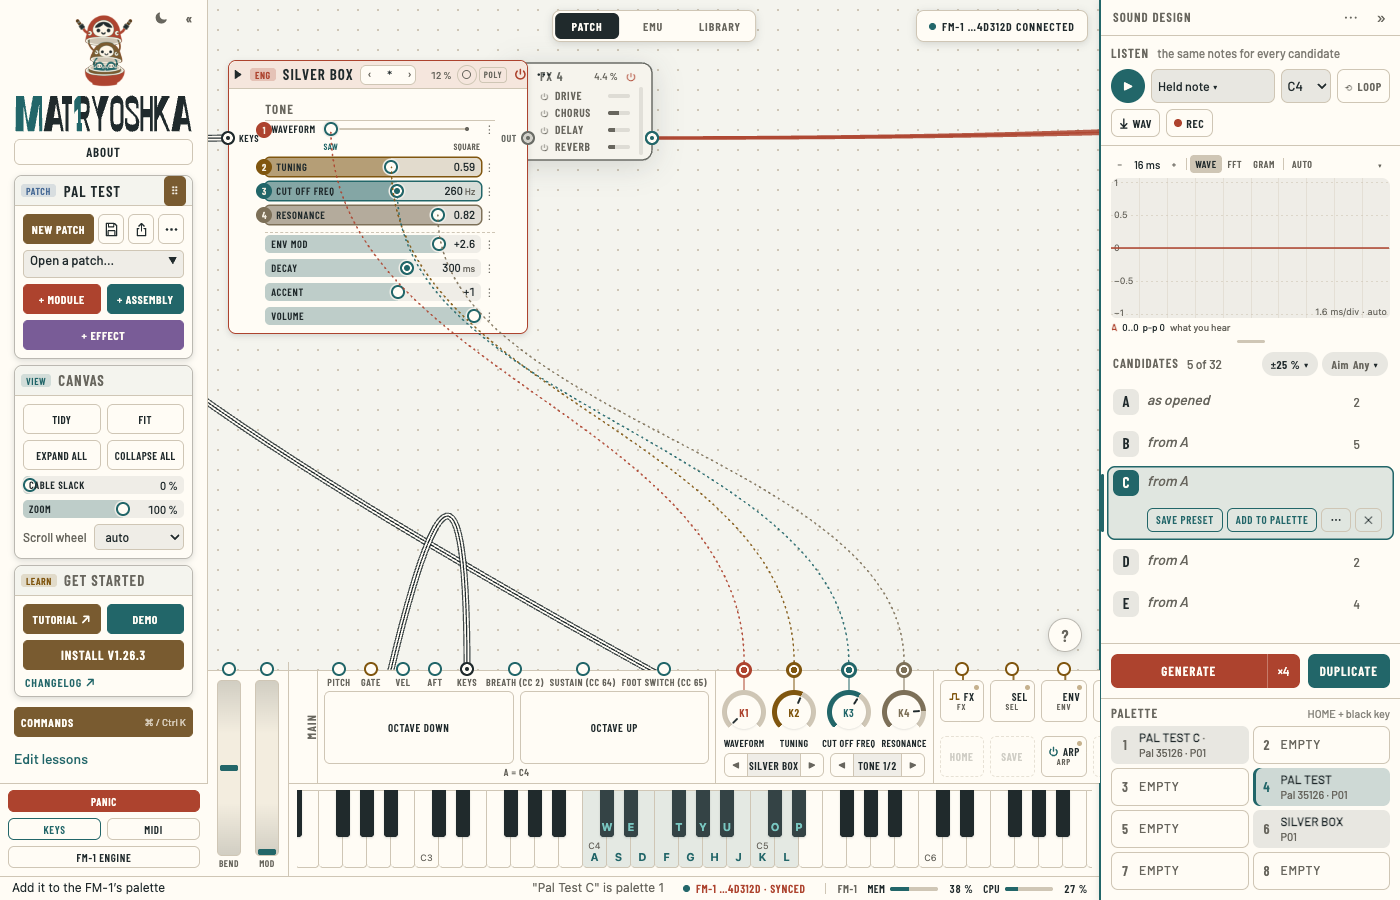 MATRYOSHKA
ABOUT
PATCH PAL TEST
NEW PATCH
Open a patch...
+ MODULE
+ ASSEMBLY
+ EFFECT
VIEW CANVAS
TIDY
FIT
EXPAND ALL
COLLAPSE ALL
CABLE SLACK 0 %
ZOOM 100 %
Scroll wheel auto
LEARN GET STARTED
TUTORIAL ↗
DEMO
INSTALL V1.26.3
CHANGELOG ↗
COMMANDS ⌘ / Ctrl K
Edit lessons
PANIC
KEYS
MIDI
FM-1 ENGINE
Add it to the FM-1's palette
PATCH EMU LIBRARY
FM-1 ...4D312D CONNECTED
ENG SILVER BOX ‹ * › 12 % POLY
TONE
1 WAVEFORM
SAW SQUARE
KEYS
OUT
2 TUNING 0.59
3 CUT OFF FREQ 260 Hz
4 RESONANCE 0.82
ENV MOD +2.6
DECAY 300 ms
ACCENT +1
VOLUME
FX 4 4.4 %
DRIVE
CHORUS
DELAY
REVERB
?
PITCH GATE VEL AFT KEYS BREATH (CC 2) SUSTAIN (CC 64) FOOT SWITCH (CC 65)
MAIN
OCTAVE DOWN
OCTAVE UP
A = C4
K1 K2 K3 K4
WAVEFORM TUNING CUT OFF FREQ RESONANCE
◄ SILVER BOX ►
◄ TONE 1/2 ►
FX
FX
SEL
SEL
ENV
ENV
HOME
SAVE
ARP
ARP
BEND MOD
W E T Y U O P
C4 C5
C3 A S D F G H J K L C6
"Pal Test C" is palette 1
FM-1 ...4D312D · SYNCED
FM-1 MEM 38 % CPU 27 %
SOUND DESIGN ··· »
LISTEN the same notes for every candidate
Held note
C4
LOOP
WAV
REC
− 16 ms + WAVE FFT GRAM AUTO
1
0.5
0
−0.5
−1
1.6 ms/div · auto
A 0..0 p-p 0 what you hear
CANDIDATES 5 of 32
±25 %
Aim Any
A as opened 2
B from A 5
C from A
SAVE PRESET
ADD TO PALETTE
···
×
D from A 2
E from A 4
GENERATE ×4
DUPLICATE
PALETTE HOME + black key
1 PAL TEST C ·
Pal 35126 · P01
2 EMPTY
3 EMPTY
4 PAL TEST
Pal 35126 · P01
5 EMPTY
6 SILVER BOX
P01
7 EMPTY
8 EMPTY